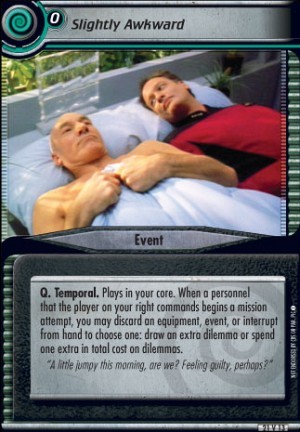 0
Slightly Awkward
Event
Q. Temporal. Plays in your core. When a personnel
that the player on your right commands begins a mission
attempt, you may discard an equipment, event, or interrupt
from hand to choose one: draw an extra dilemma or spend
one extra in total cost on dilemmas.
"A little jumpy this morning, are we? Feeling guilty, perhaps?"